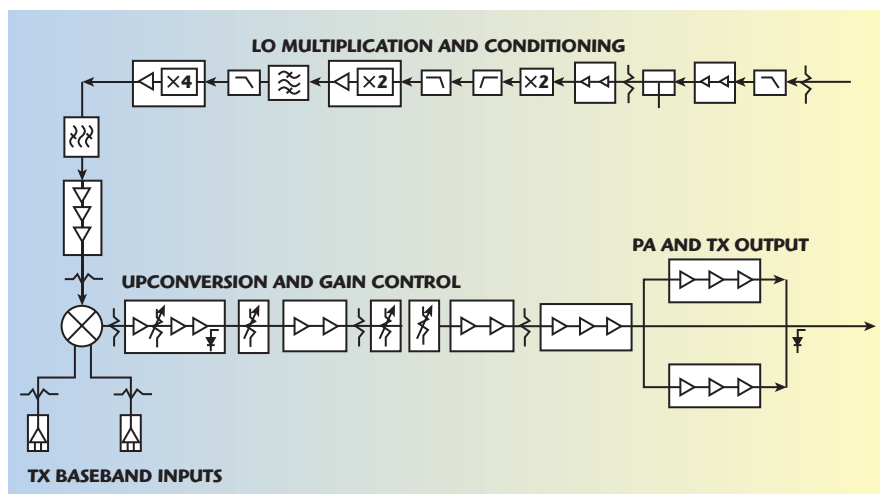 LO MULTIPLICATION AND CONDITIONING
×4
×2
×2
PA AND TX OUTPUT
UPCONVERSION AND GAIN CONTROL
TX BASEBAND INPUTS